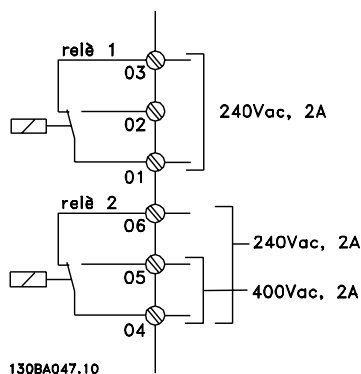 relè 1
03
02
240Vac, 2A
01
relè 2
06
240Vac, 2A
05
400Vac, 2A
04
130BA047.10